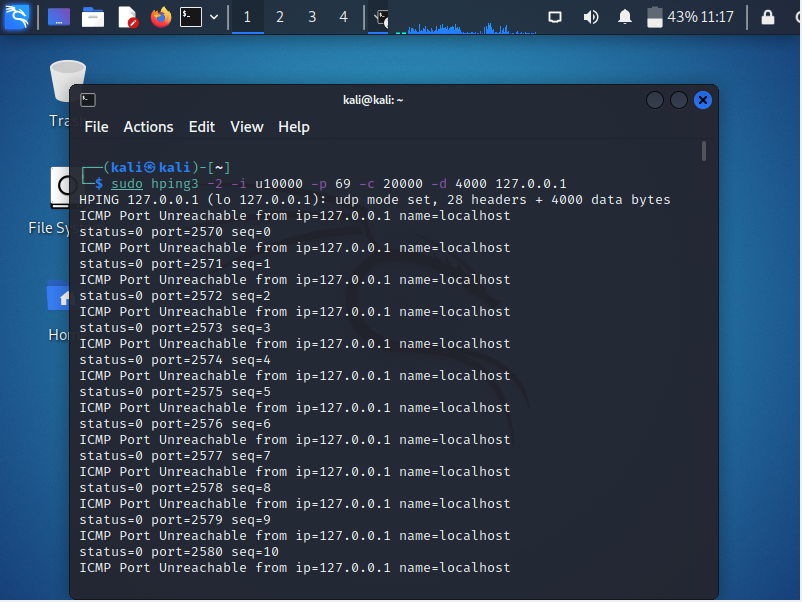 1 2 3 4
43% 11:17
kali@kali: ~
File Actions Edit View Help
┌──(kali㉿kali)-[~]
└─$ sudo hping3 -2 -i u10000 -p 69 -c 20000 -d 4000 127.0.0.1
HPING 127.0.0.1 (lo 127.0.0.1): udp mode set, 28 headers + 4000 data bytes
ICMP Port Unreachable from ip=127.0.0.1 name=localhost
status=0 port=2570 seq=0
ICMP Port Unreachable from ip=127.0.0.1 name=localhost
status=0 port=2571 seq=1
ICMP Port Unreachable from ip=127.0.0.1 name=localhost
status=0 port=2572 seq=2
ICMP Port Unreachable from ip=127.0.0.1 name=localhost
status=0 port=2573 seq=3
ICMP Port Unreachable from ip=127.0.0.1 name=localhost
status=0 port=2574 seq=4
ICMP Port Unreachable from ip=127.0.0.1 name=localhost
status=0 port=2575 seq=5
ICMP Port Unreachable from ip=127.0.0.1 name=localhost
status=0 port=2576 seq=6
ICMP Port Unreachable from ip=127.0.0.1 name=localhost
status=0 port=2577 seq=7
ICMP Port Unreachable from ip=127.0.0.1 name=localhost
status=0 port=2578 seq=8
ICMP Port Unreachable from ip=127.0.0.1 name=localhost
status=0 port=2579 seq=9
ICMP Port Unreachable from ip=127.0.0.1 name=localhost
status=0 port=2580 seq=10
ICMP Port Unreachable from ip=127.0.0.1 name=localhost
Tra
File Sy
Ho